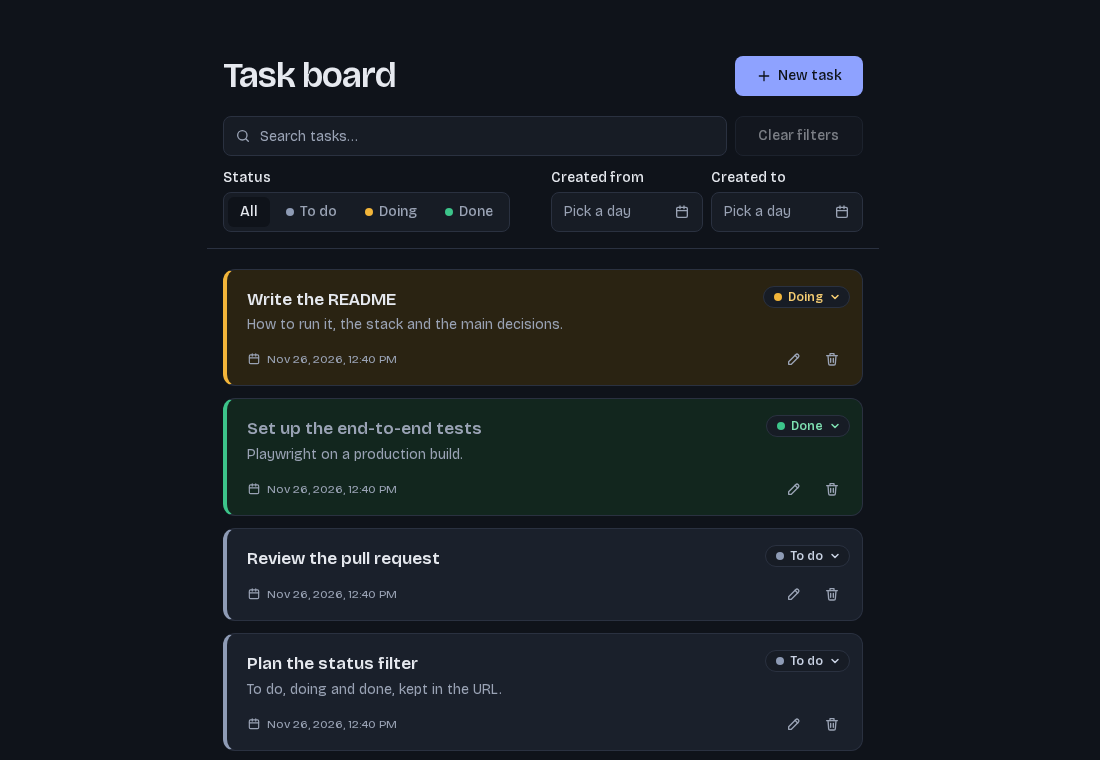 Task board
New task
Search tasks...
Clear filters
Status
Created from
Created to
All
To do
Doing
Done
Pick a day
Pick a day
Write the README
Doing
How to run it, the stack and the main decisions.
Nov 26, 2026, 12:40 PM
Set up the end-to-end tests
Done
Playwright on a production build.
Nov 26, 2026, 12:40 PM
Review the pull request
To do
Nov 26, 2026, 12:40 PM
Plan the status filter
To do
To do, doing and done, kept in the URL.
Nov 26, 2026, 12:40 PM